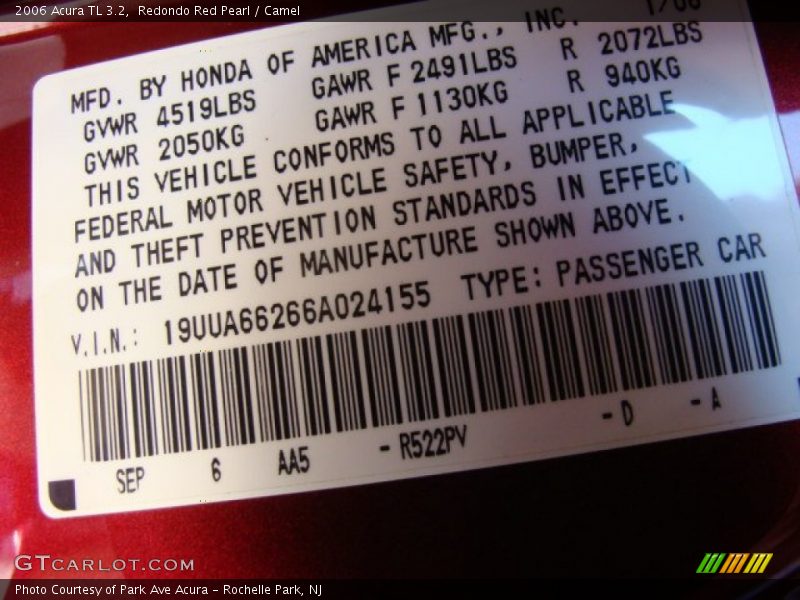 2006 Acura TL 3.2, Redondo Red Pearl / Camel
MFD. BY HONDA OF AMERICA MFG., INC. 1/06
GVWR 4519LBS GAWR F 2491LBS R 2072LBS
GVWR 2050KG GAWR F 1130KG R 940KG
THIS VEHICLE CONFORMS TO ALL APPLICABLE
FEDERAL MOTOR VEHICLE SAFETY, BUMPER,
AND THEFT PREVENTION STANDARDS IN EFFECT
ON THE DATE OF MANUFACTURE SHOWN ABOVE.
V.I.N.: 19UUA66266A024155 TYPE: PASSENGER CAR
SEP 6 AA5 - R522PV - D - A
GTCARLOT.COM
Photo Courtesy of Park Ave Acura - Rochelle Park, NJ